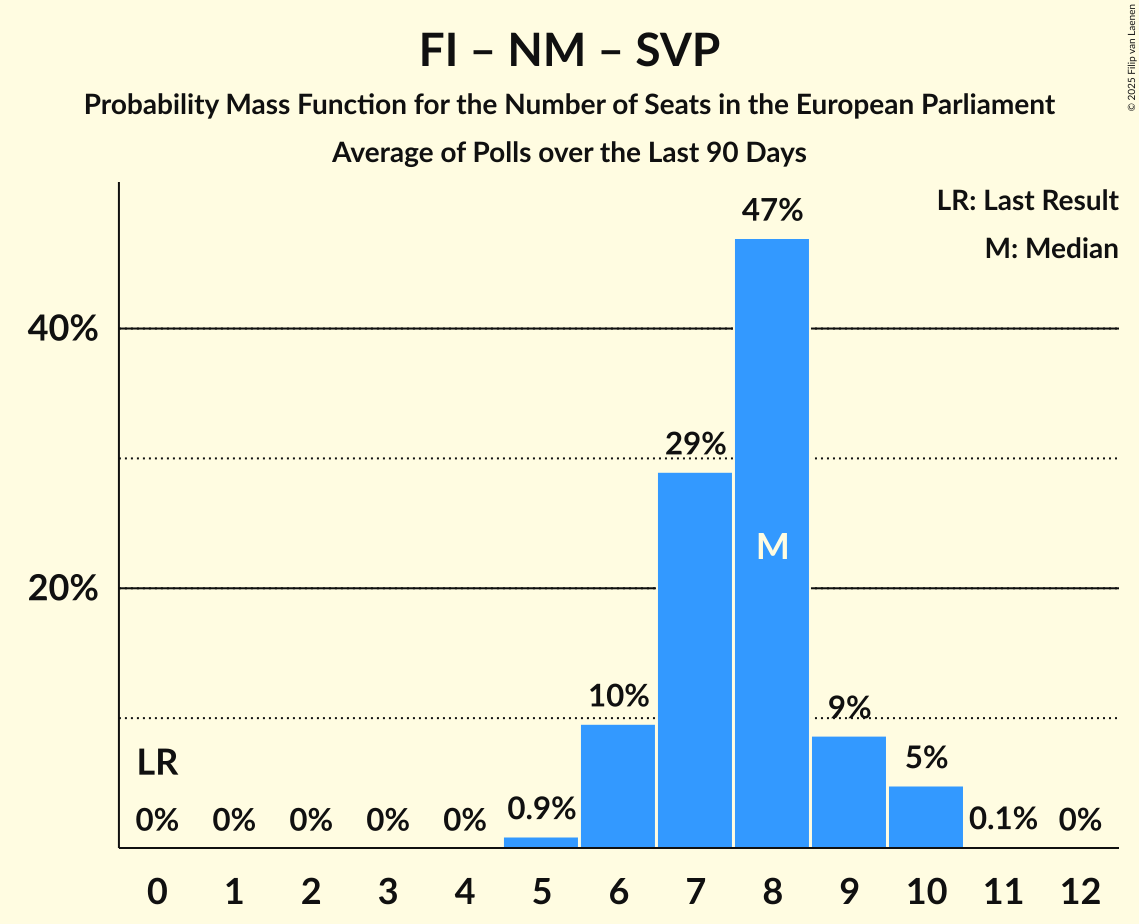 FI – NM – SVP
Probability Mass Function for the Number of Seats in the European Parliament
Average of Polls over the Last 90 Days
© 2025 Filip van Laenen
LR: Last Result
M: Median
47%
40%
29%
M
20%
10%
9%
LR
5%
0% 0% 0% 0% 0% 0.9% 0.1% 0%
0 1 2 3 4 5 6 7 8 9 10 11 12